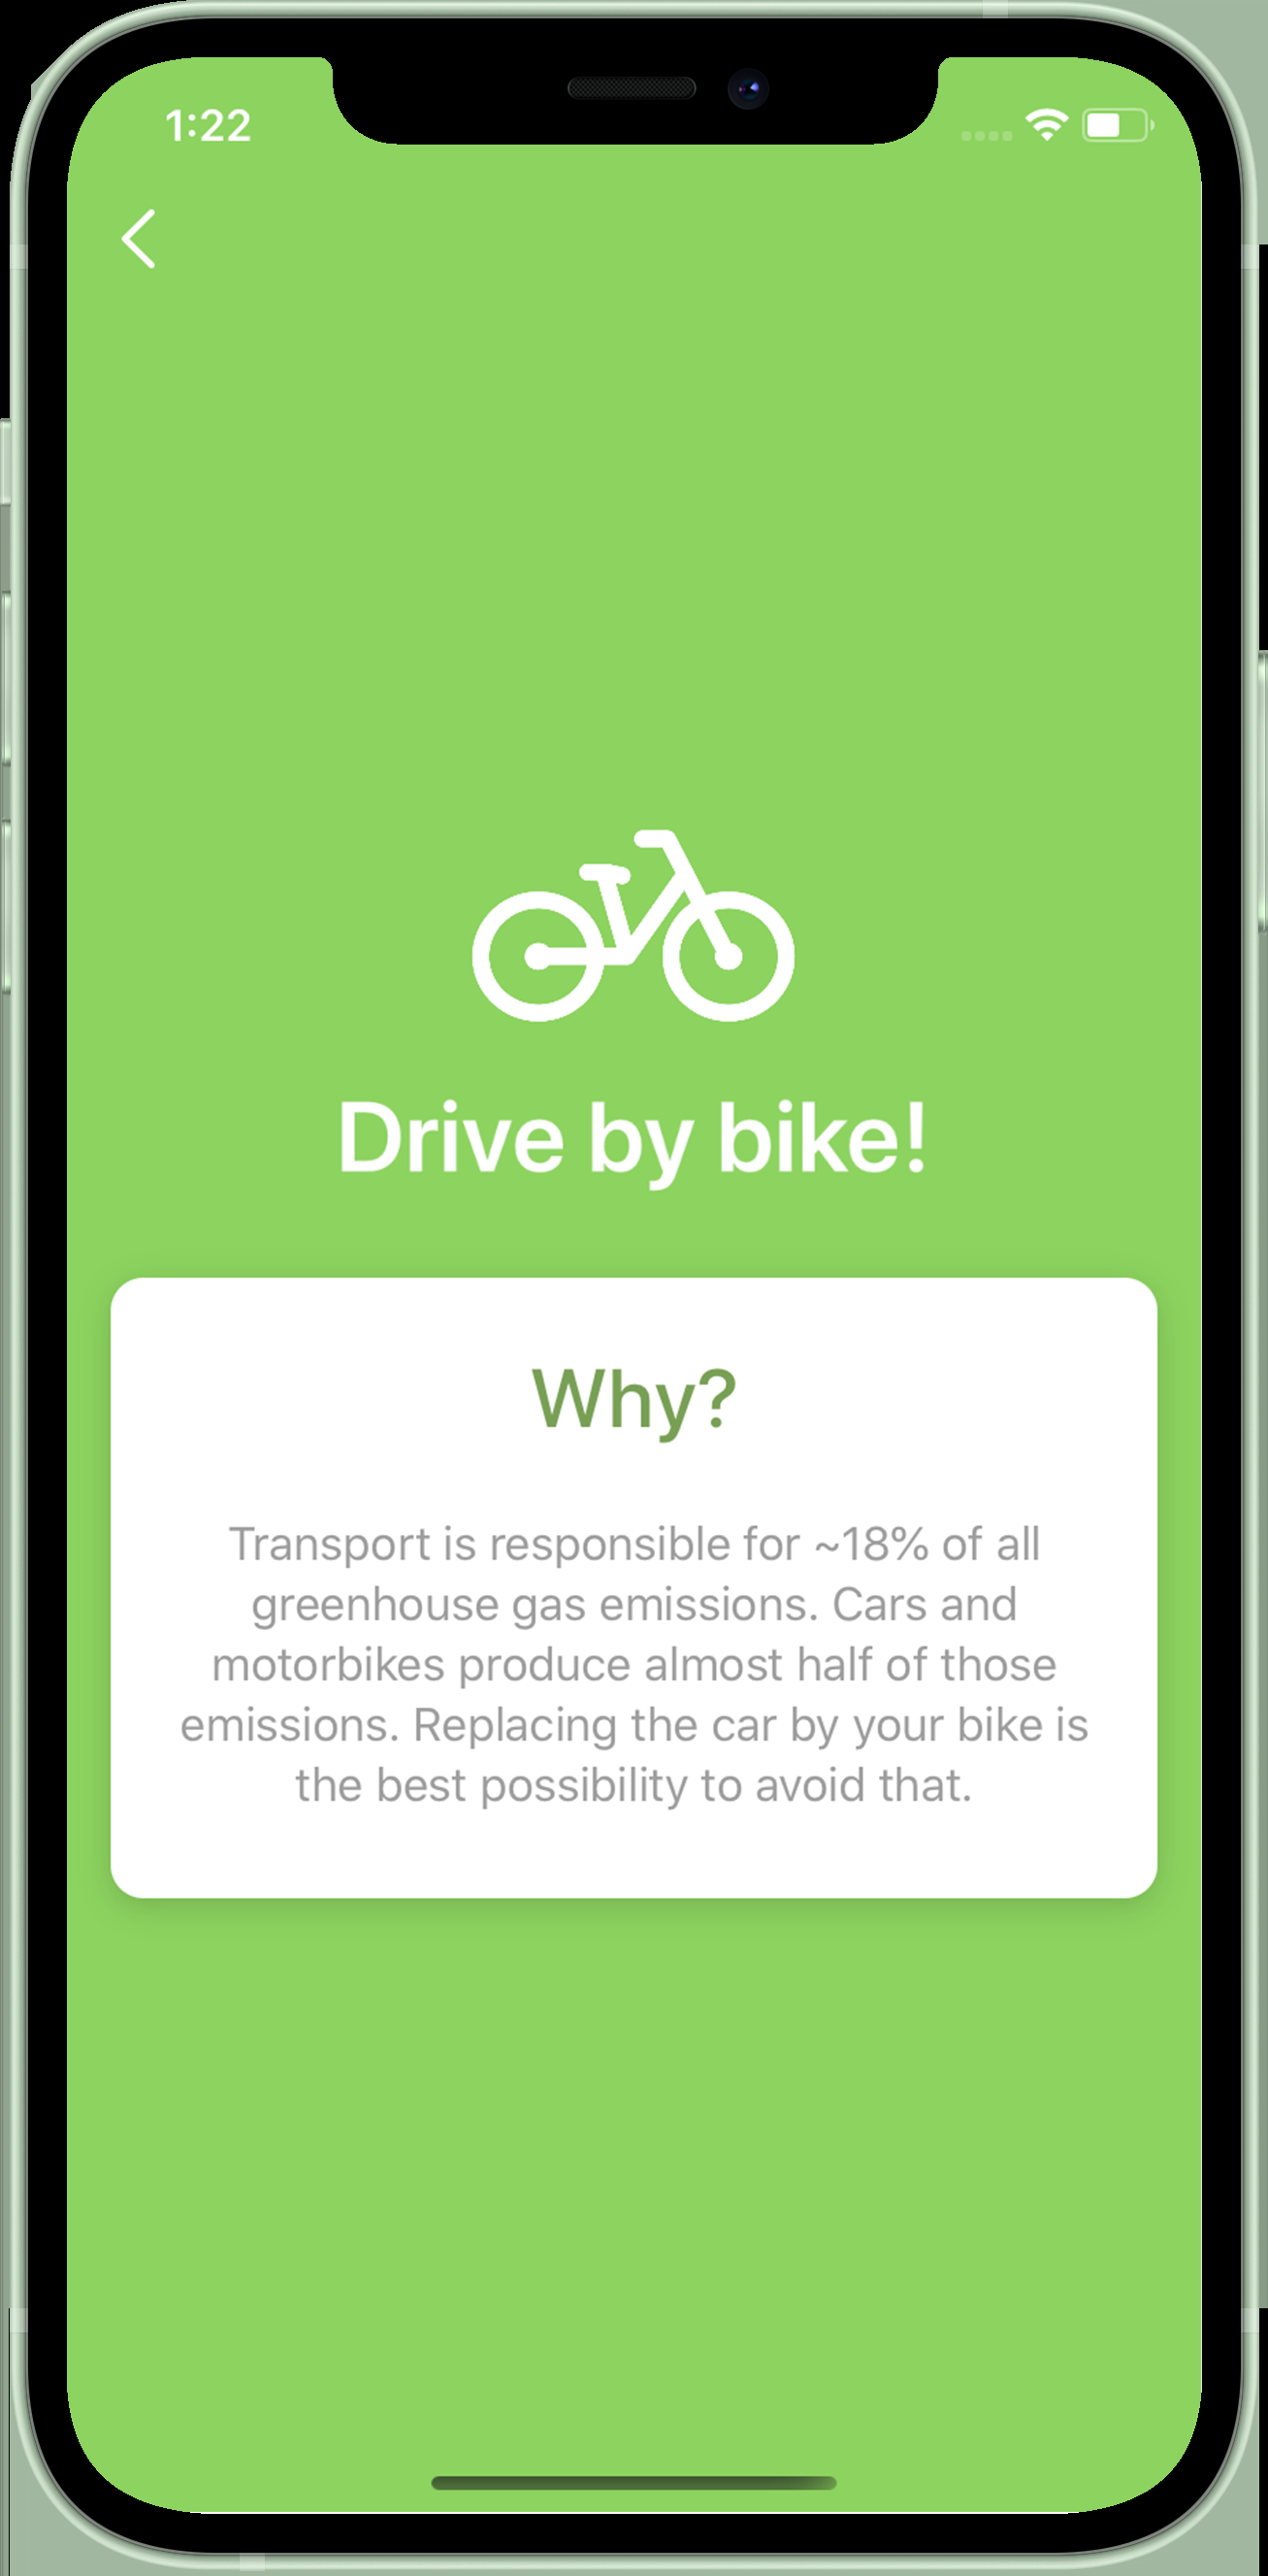 1:22
Drive by bike!
Why?
Transport is responsible for ~18% of all
greenhouse gas emissions. Cars and
motorbikes produce almost half of those
emissions. Replacing the car by your bike is
the best possibility to avoid that.